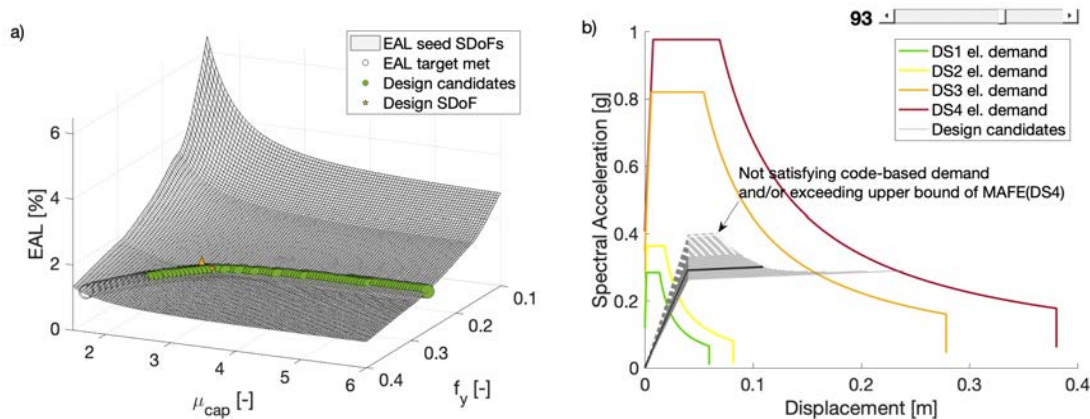 a)
EAL seed SDoFs
EAL target met
Design candidates
Design SDoF
6
4
2
0
EAL [%]
2
3
4
5
6
μcap [-]
0.1
0.2
0.3
0.4
fy [-]
b)
93
DS1 el. demand
DS2 el. demand
DS3 el. demand
DS4 el. demand
Design candidates
Not satisfying code-based demand
and/or exceeding upper bound of MAFE(DS4)
1
0.8
0.6
0.4
0.2
0
Spectral Acceleration [g]
0
0.1
0.2
0.3
0.4
Displacement [m]